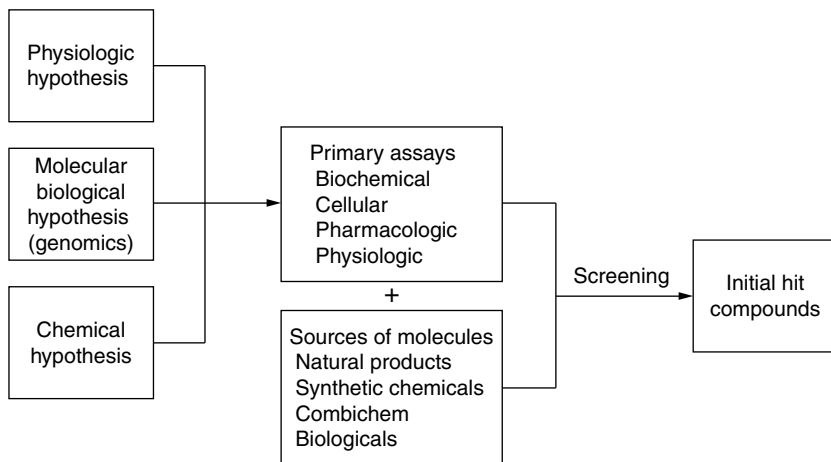 Physiologic
hypothesis
Molecular
biological
hypothesis
(genomics)
Chemical
hypothesis
Primary assays
Biochemical
Cellular
Pharmacologic
Physiologic
+
Sources of molecules
Natural products
Synthetic chemicals
Combichem
Biologicals
Screening
Initial hit
compounds